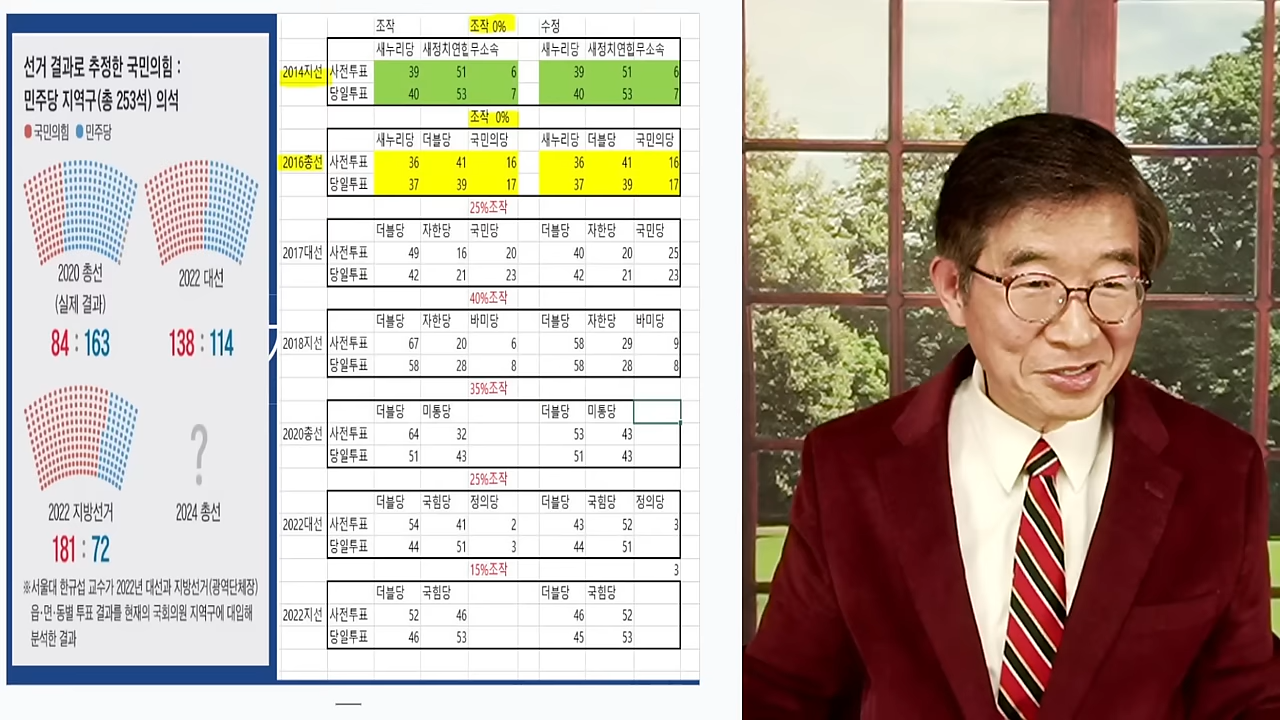 선거 결과로 추정한 국민의힘 :
민주당 지역구(총 253석) 의석
국민의힘 민주당
2020 총선
(실제 결과)
84 : 163
2022 대선
138 : 114
2022 지방선거
181 : 72
?
2024 총선
※서울대 한규섭 교수가 2022년 대선과 지방선거(광역단체장)
읍·면·동별 투표 결과를 현재의 국회의원 지역구에 대입해
분석한 결과
조작 조작 0% 수정
새누리당 새정치연합 무소속 새누리당 새정치연합 무소속
2014지선 사전투표 39 51 6 39 51 6
당일투표 40 53 7 40 53 7
조작 0%
새누리당 더블당 국민의당 새누리당 더블당 국민의당
2016총선 사전투표 36 41 16 36 41 16
당일투표 37 39 17 37 39 17
25%조작
더블당 자한당 국민당 더블당 자한당 국민당
2017대선 사전투표 49 16 20 40 20 25
당일투표 42 21 23 42 21 23
40%조작
더블당 자한당 바미당 더블당 자한당 바미당
2018지선 사전투표 67 20 6 58 29 9
당일투표 58 28 8 58 28 8
35%조작
더블당 미통당 더블당 미통당
2020총선 사전투표 64 32 53 43
당일투표 51 43 51 43
25%조작
더블당 국힘당 정의당 더블당 국힘당 정의당
2022대선 사전투표 54 41 2 43 52 3
당일투표 44 51 3 44 51
15%조작 3
더블당 국힘당 더블당 국힘당
2022지선 사전투표 52 46 46 52
당일투표 46 53 45 53